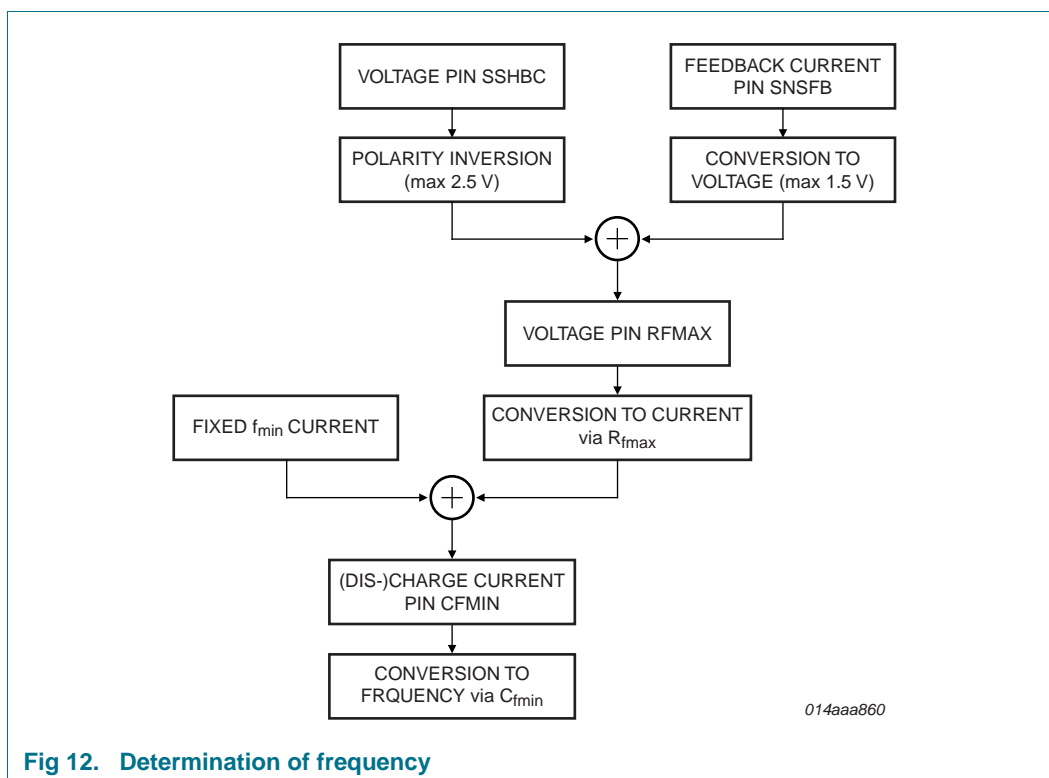 VOLTAGE PIN SSHBC
FEEDBACK CURRENT
PIN SNSFB
POLARITY INVERSION
(max 2.5 V)
CONVERSION TO
VOLTAGE (max 1.5 V)
VOLTAGE PIN RFMAX
FIXED fmin CURRENT
CONVERSION TO CURRENT
via Rfmax
(DIS-)CHARGE CURRENT
PIN CFMIN
CONVERSION TO
FRQUENCY via Cfmin
014aaa860
Fig 12. Determination of frequency